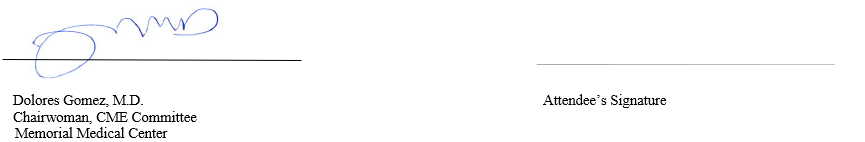 Dolores Gomez, M.D.
Chairwoman, CME Committee
Memorial Medical Center
Attendee's Signature